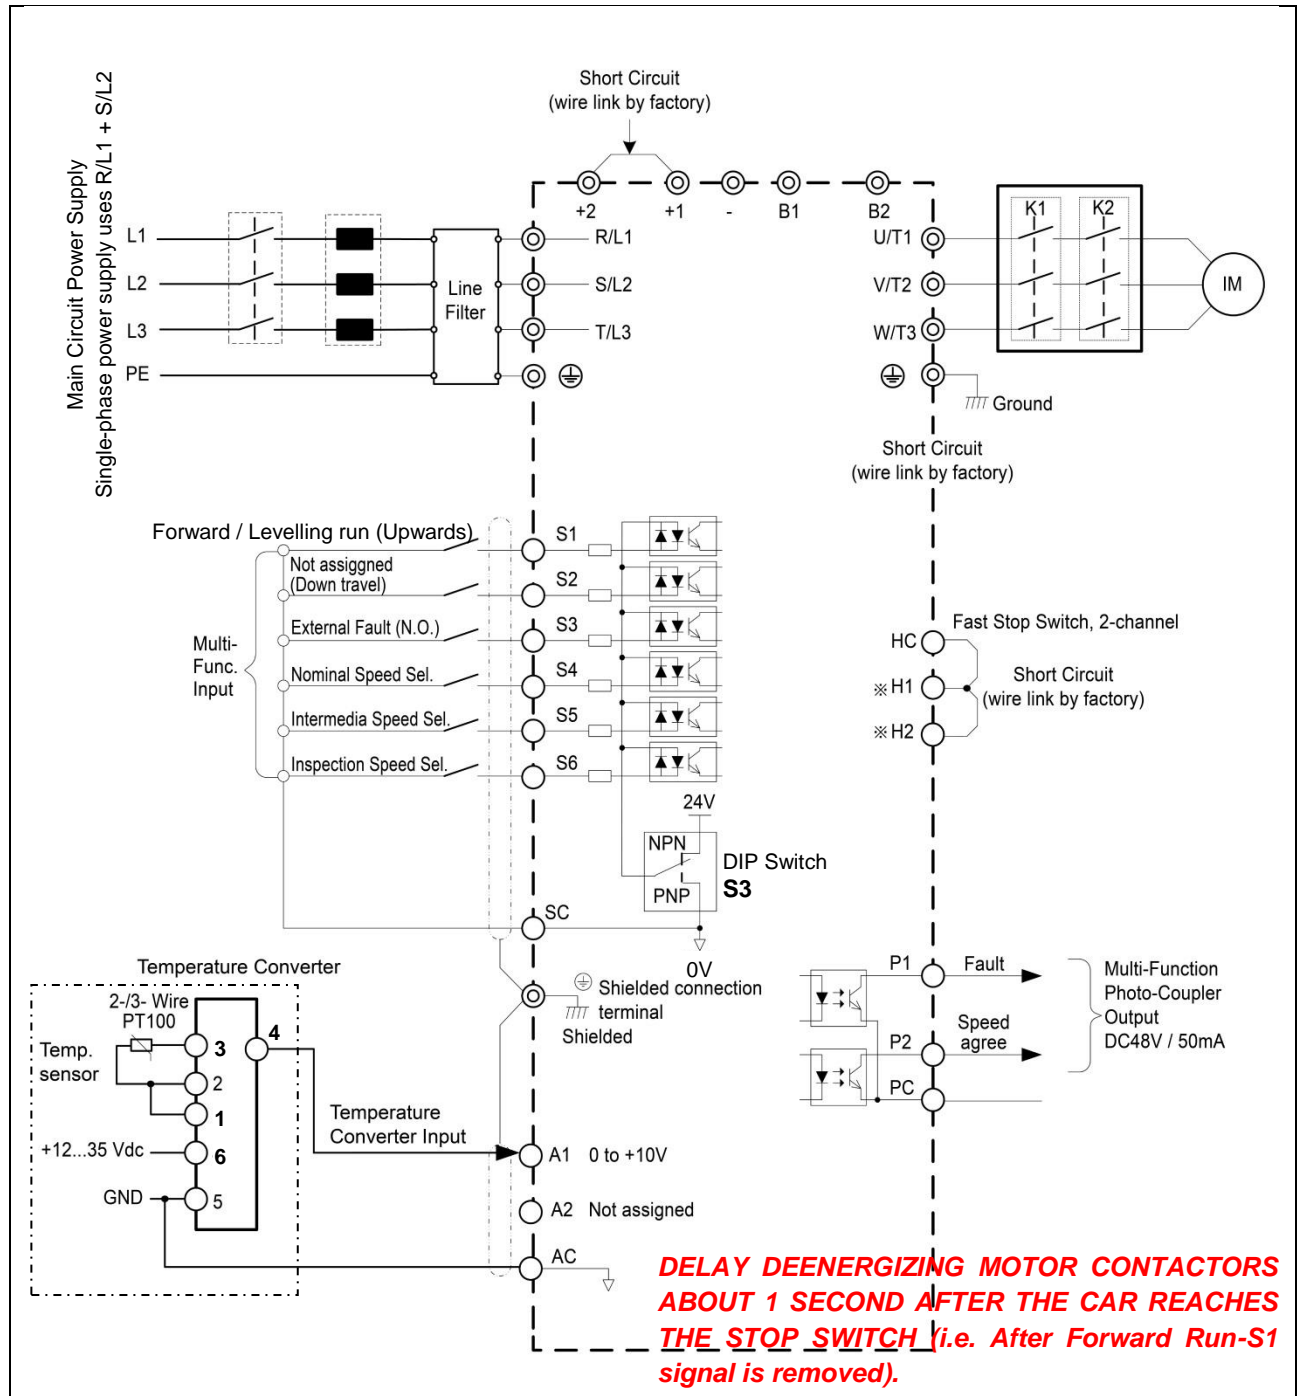 Short Circuit
(wire link by factory)
Main Circuit Power Supply
Single-phase power supply uses R/L1 + S/L2
+2
+1
-
B1
B2
K1
K2
L1
R/L1
U/T1
L2
Line
Filter
S/L2
V/T2
IM
L3
T/L3
W/T3
PE
Ground
Short Circuit
(wire link by factory)
Forward / Levelling run (Upwards)
S1
Not assiggned
(Down travel)
S2
External Fault (N.O.)
S3
Multi-
Func.
Input
Nominal Speed Sel.
S4
Intermedia Speed Sel.
S5
Inspection Speed Sel.
S6
HC
Fast Stop Switch, 2-channel
※H1
Short Circuit
(wire link by factory)
※H2
24V
NPN
PNP
DIP Switch
S3
SC
0V
Shielded connection
terminal
Shielded
Temperature Converter
2-/3- Wire
PT100
Temp.
sensor
3
4
2
1
+12...35 Vdc
6
GND
5
Temperature
Converter Input
A1 0 to +10V
A2 Not assigned
AC
P1
Fault
P2
Speed
agree
PC
Multi-Function
Photo-Coupler
Output
DC48V / 50mA
DELAY DEENERGIZING MOTOR CONTACTORS
ABOUT 1 SECOND AFTER THE CAR REACHES
THE STOP SWITCH (i.e. After Forward Run-S1
signal is removed).